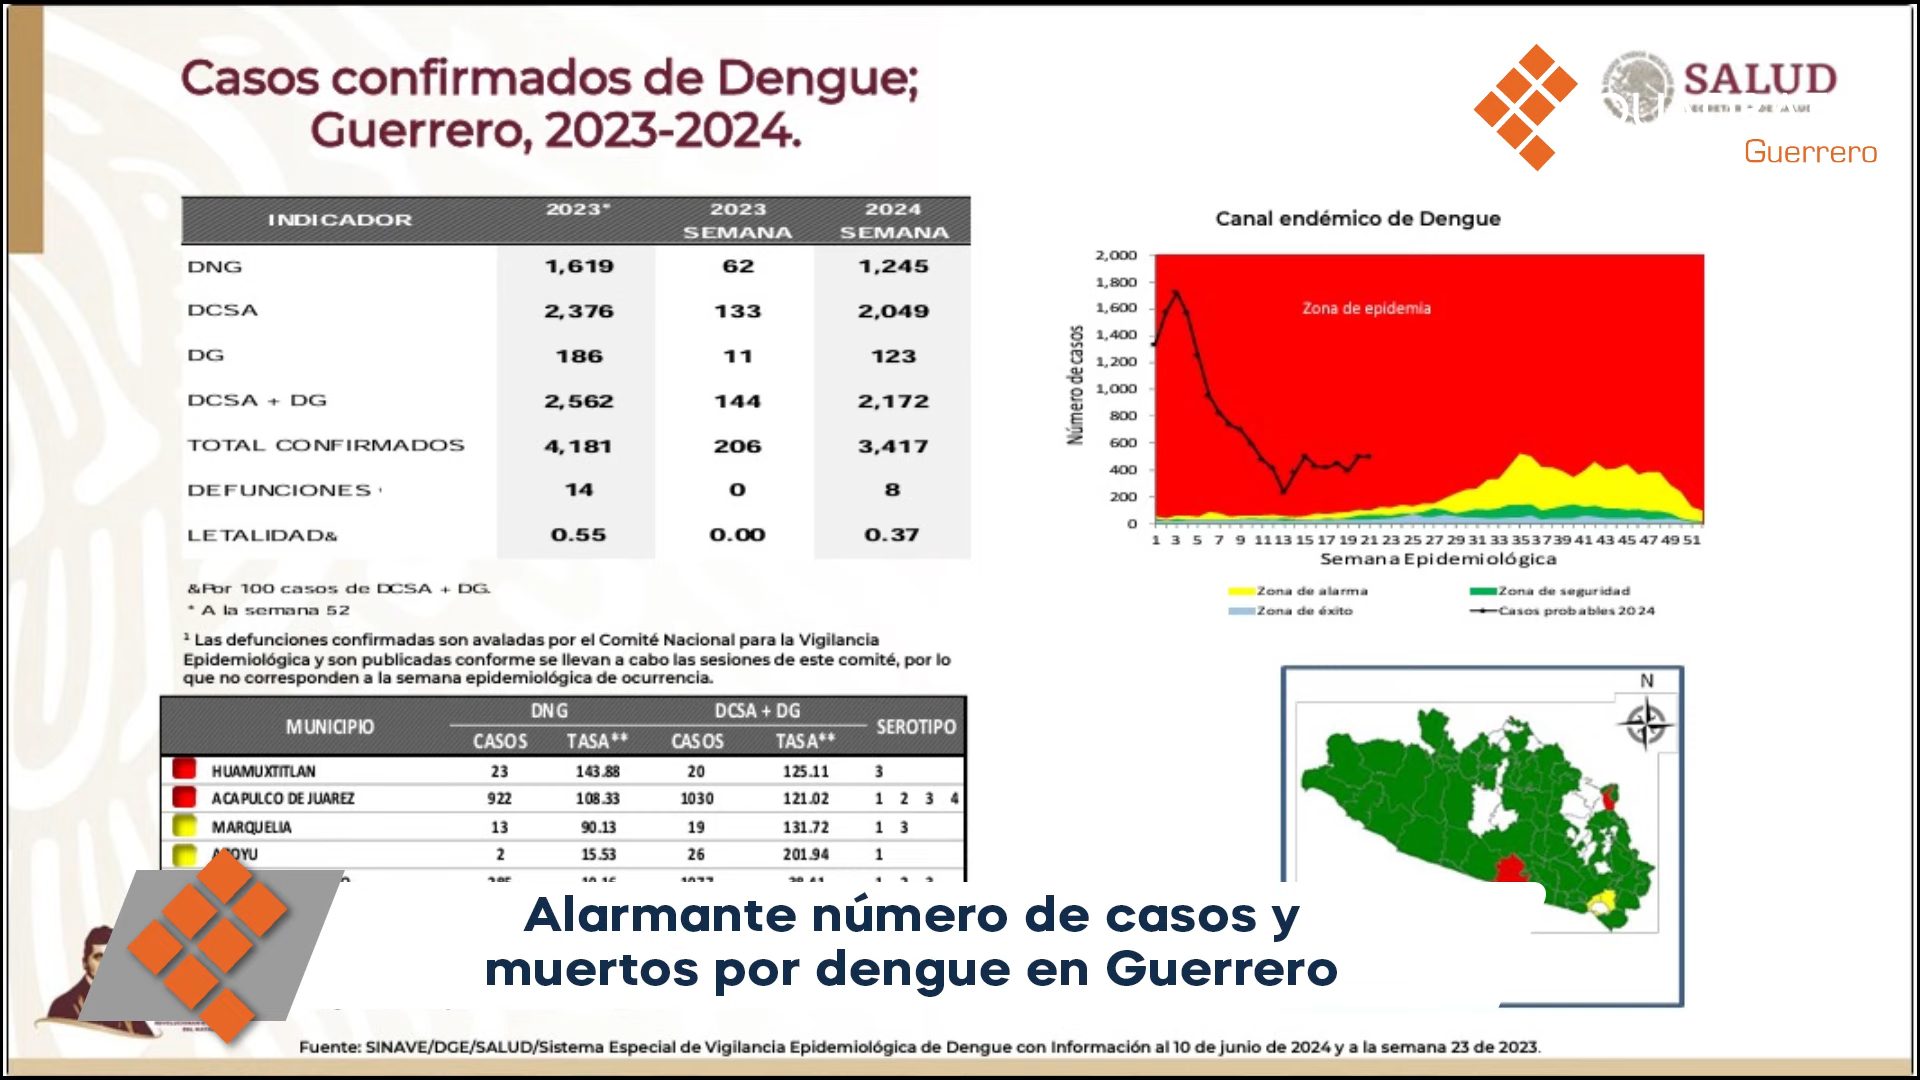 Casos confirmados de Dengue;
Guerrero, 2023-2024.
SALUD
Guerrero
INDICADOR 2023* 2023 SEMANA 2024 SEMANA
DNG 1,619 62 1,245
DCSA 2,376 133 2,049
DG 186 11 123
DCSA + DG 2,562 144 2,172
TOTAL CONFIRMADOS 4,181 206 3,417
DEFUNCIONES ¹ 14 0 8
LETALIDAD& 0.55 0.00 0.37
&Por 100 casos de DCSA + DG.
* A la semana 52
¹ Las defunciones confirmadas son avaladas por el Comité Nacional para la Vigilancia
Epidemiológica y son publicadas conforme se llevan a cabo las sesiones de este comité, por lo
que no corresponden a la semana epidemiológica de ocurrencia.
Canal endémico de Dengue
Número de casos
2,000
1,800
1,600
1,400
1,200
1,000
800
600
400
200
0
Zona de epidemia
1 3 5 7 9 11 13 15 17 19 21 23 25 27 29 31 33 35 37 39 41 43 45 47 49 51
Semana Epidemiológica
Zona de alarma Zona de seguridad
Zona de éxito Casos probables 2024
MUNICIPIO DNG DCSA + DG SEROTIPO
CASOS TASA** CASOS TASA**
HUAMUXTITLAN 23 143.88 20 125.11 3
ACAPULCO DE JUAREZ 922 108.33 1030 121.02 1 2 3 4
MARQUELIA 13 90.13 19 131.72 1 3
2 15.53 26 201.94 1
N
Alarmante número de casos y
muertos por dengue en Guerrero
Fuente: SINAVE/DGE/SALUD/Sistema Especial de Vigilancia Epidemiológica de Dengue con Información al 10 de junio de 2024 y a la semana 23 de 2023.